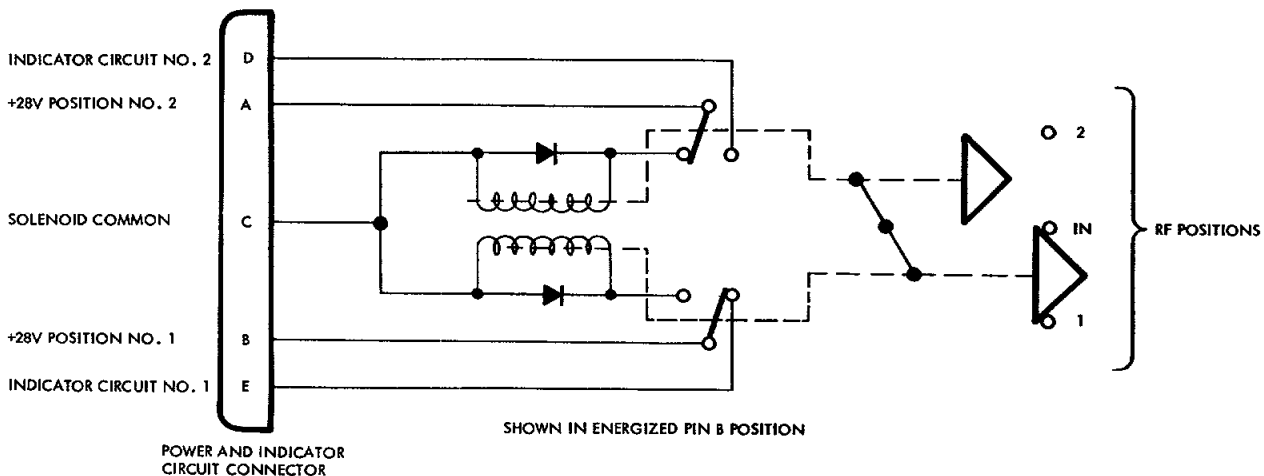 INDICATOR CIRCUIT NO. 2
D
+28V POSITION NO. 2
A
2
SOLENOID COMMON
C
IN
RF POSITIONS
1
+28V POSITION NO. 1
B
INDICATOR CIRCUIT NO. 1
E
SHOWN IN ENERGIZED PIN B POSITION
POWER AND INDICATOR
CIRCUIT CONNECTOR